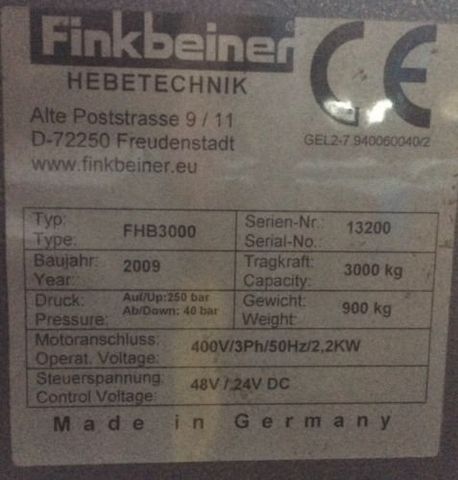 Finkbeiner
HEBETECHNIK
CE
Alte Poststrasse 9 / 11
D-72250 Freudenstadt
www.finkbeiner.eu
GEL2-7.940060040/2
Typ: FHB3000 Serien-Nr.: 13200
Type: Serial-No.:
Baujahr: 2009 Tragkraft: 3000 kg
Year: Capacity:
Druck: Auf/Up:250 bar Gewicht: 900 kg
Pressure: Ab/Down: 40 bar Weight:
Motoranschluss: 400V/3Ph/50Hz/2,2KW
Operat. Voltage:
Steuerspannung: 48V / 24V DC
Control Voltage:
Made in Germany